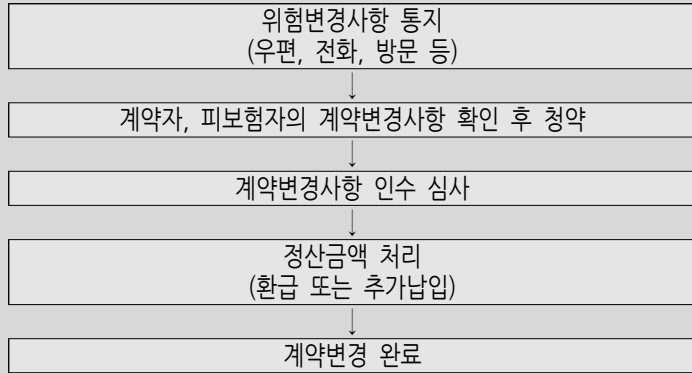 위험변경사항 통지
(우편, 전화, 방문 등)
↓
계약자, 피보험자의 계약변경사항 확인 후 청약
↓
계약변경사항 인수 심사
↓
정산금액 처리
(환급 또는 추가납입)
↓
계약변경 완료